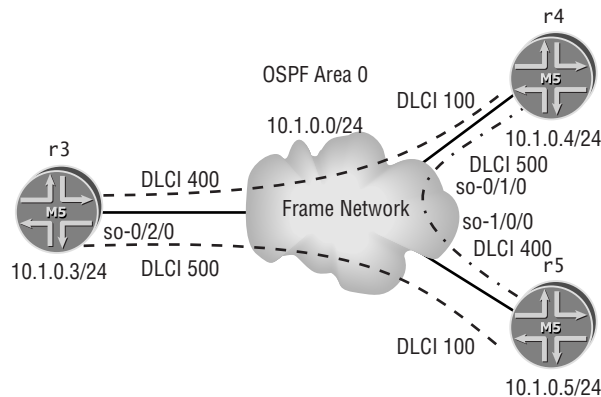 r4
OSPF Area 0
M5
DLCI 100
10.1.0.0/24
10.1.0.4/24
r3
DLCI 500
DLCI 400
so-0/1/0
M5
Frame Network
so-1/0/0
so-0/2/0
DLCI 400
r5
10.1.0.3/24
DLCI 500
M5
DLCI 100
10.1.0.5/24